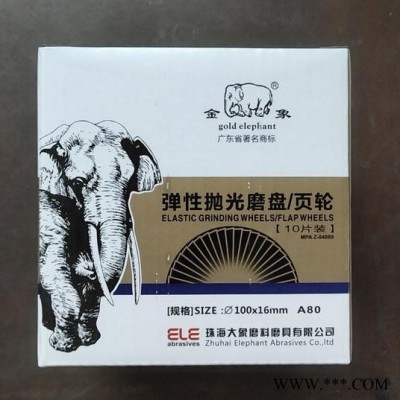 金 象
®
gold elephant
广东省著名商标
弹性抛光磨盘/页轮
ELASTIC GRINDING WHEELS/FLAP WHEELS
【10片装】
[规格]SIZE :∅100x16mm A80
ELE
abrasives
珠海大象磨料磨具有限公司
Zhuhai Elephant Abrasives Co.,ltd
www.***.com